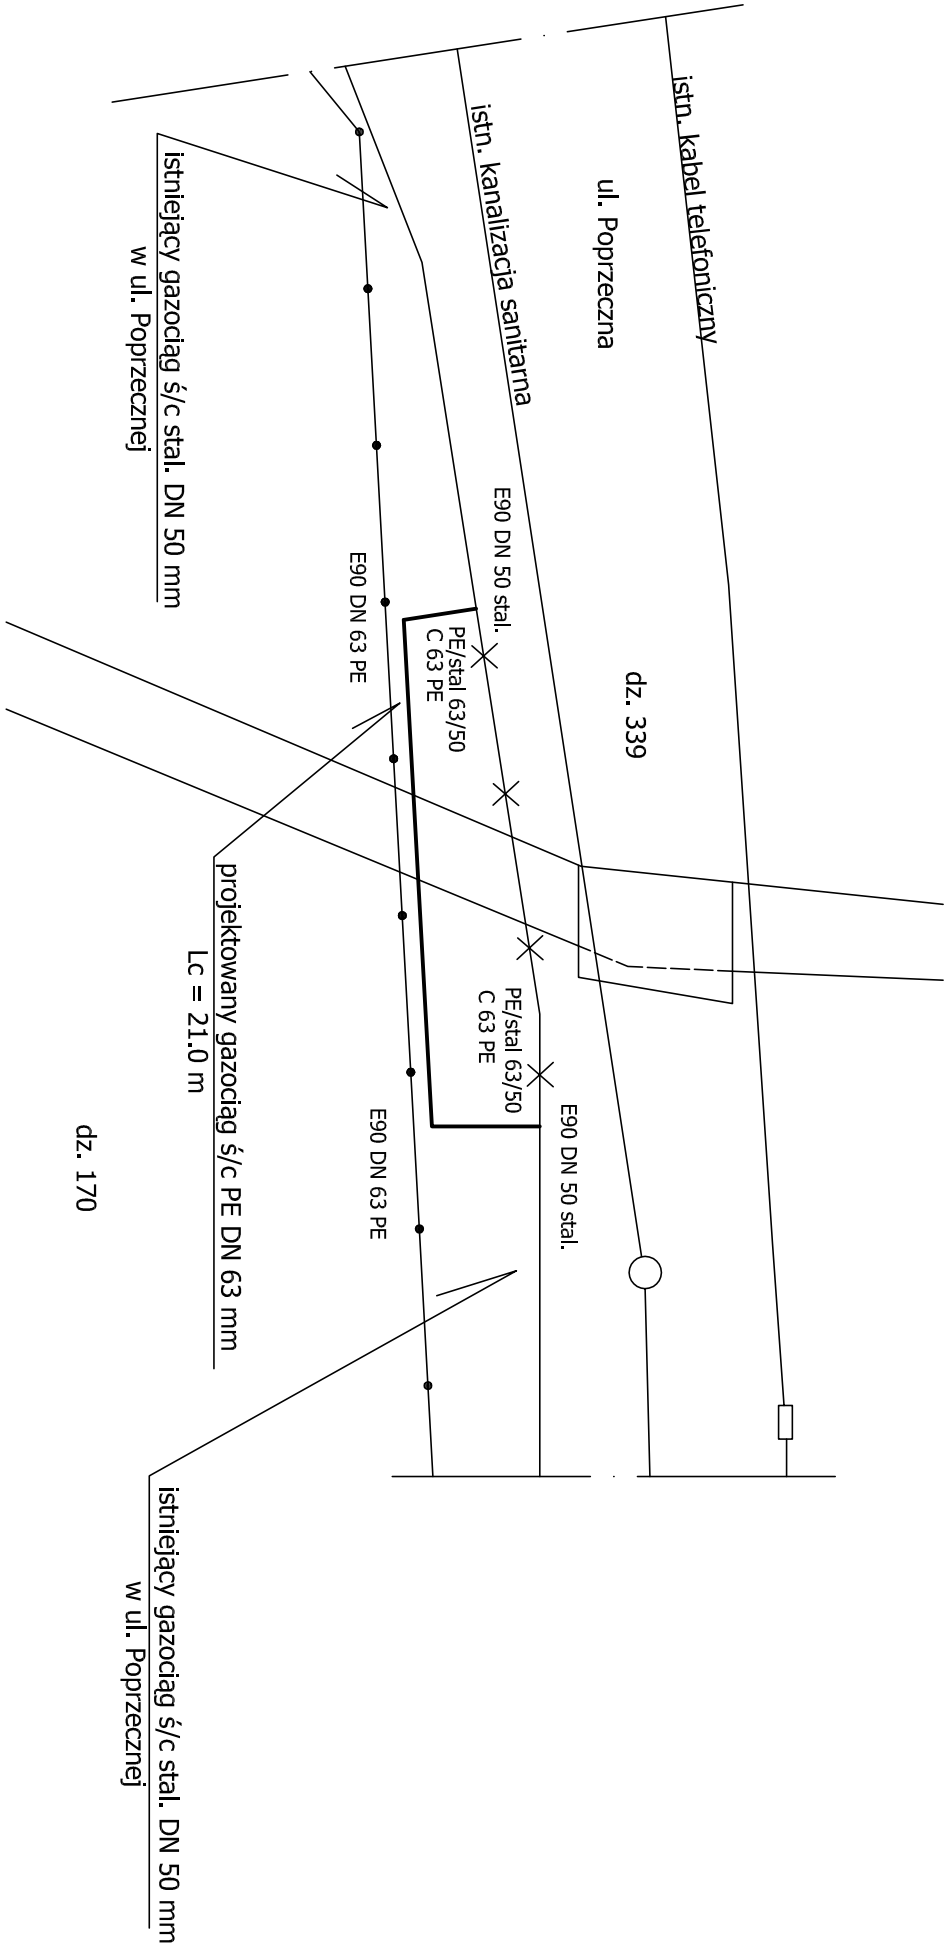 istn. kabel telefoniczny
ul. Poprzeczna
istn. kanalizacja sanitarna
istniejący gazociąg ś/c stal. DN 50 mm
w ul. Poprzecznej
dz. 339
E90 DN 50 stal.
PE/stal 63/50
C 63 PE
E90 DN 63 PE
projektowany gazociąg ś/c PE DN 63 mm
Lc = 21.0 m
PE/stal 63/50
C 63 PE
E90 DN 50 stal.
E90 DN 63 PE
dz. 170
istniejący gazociąg ś/c stal. DN 50 mm
w ul. Poprzecznej